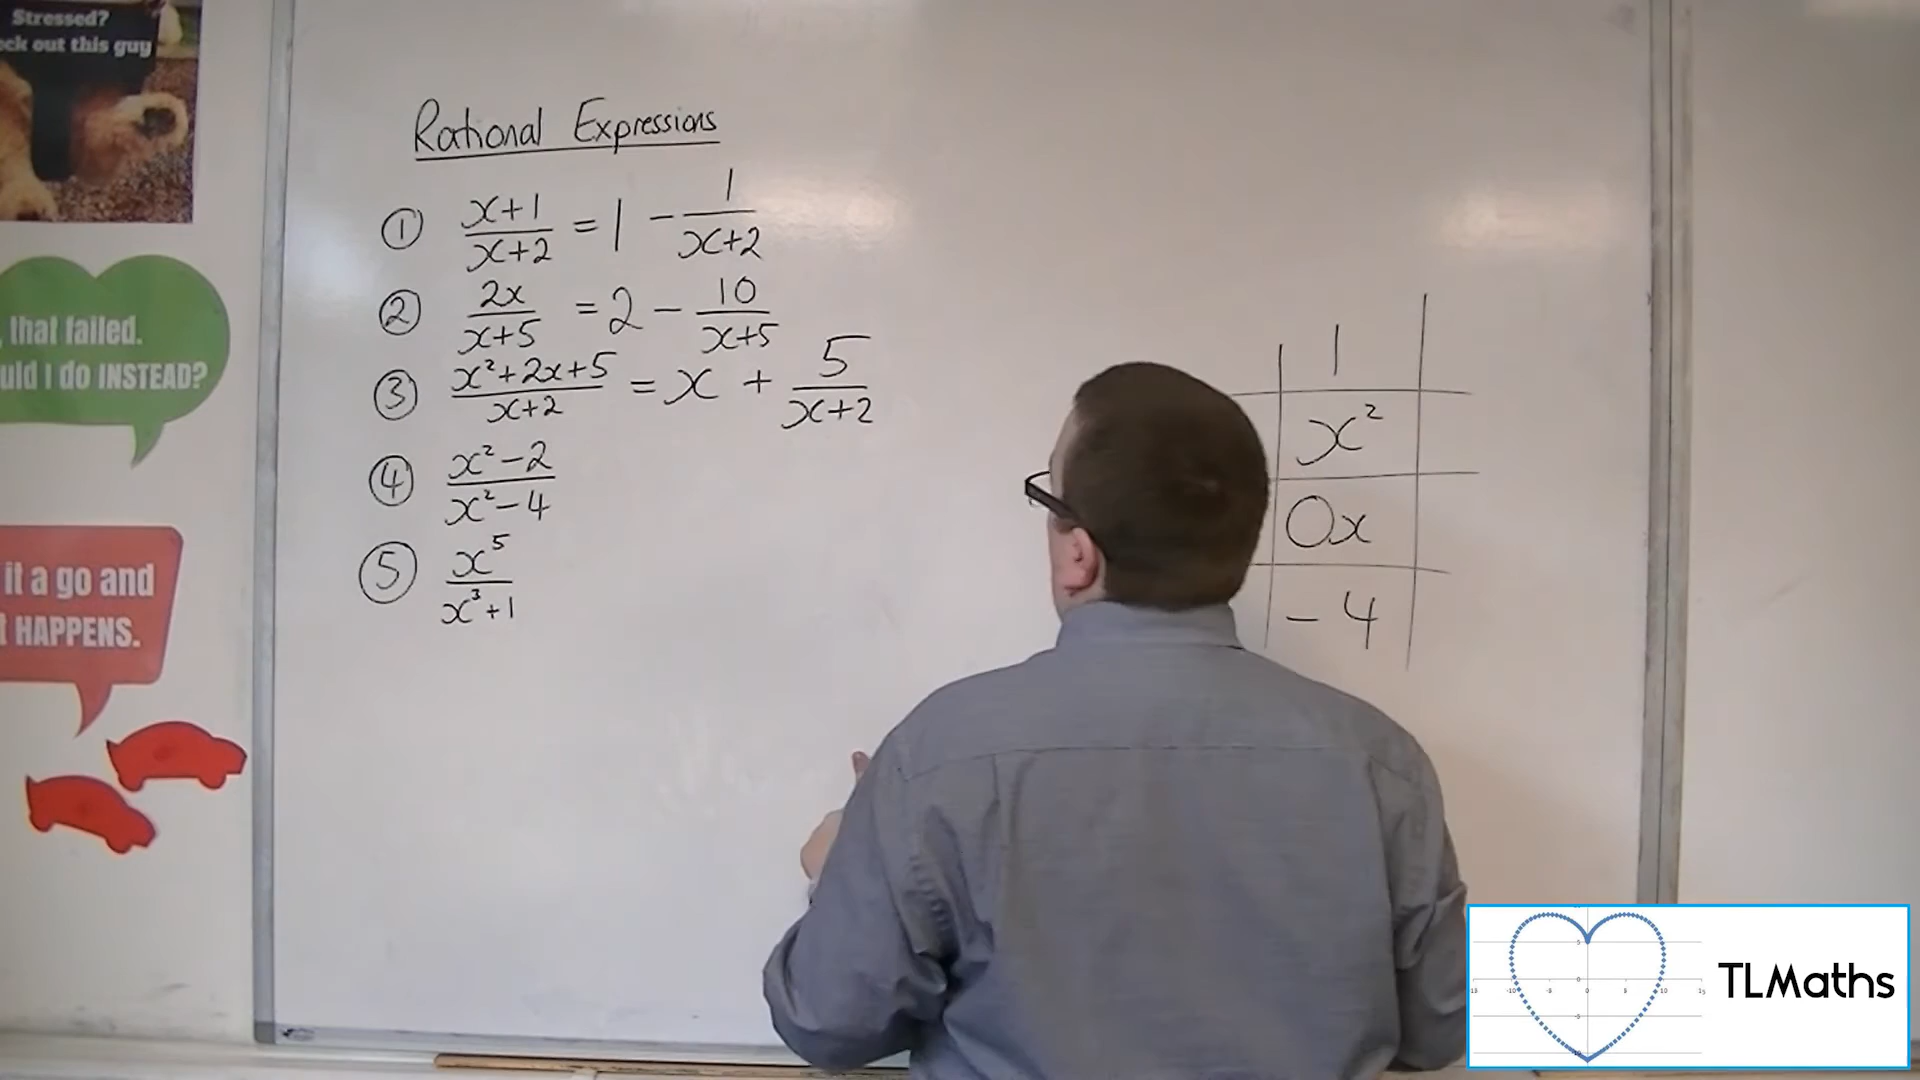 Stressed?
ck out this guy
that failed.
uld I do INSTEAD?
it a go and
HAPPENS.
Rational Expressions
① x+1/x+2 = 1 - 1/x+2
② 2x/x+5 = 2 - 10/x+5
③ x²+2x+5/x+2 = x + 5/x+2
④ x²-2/x²-4
⑤ x⁵/x³+1
1
x²
0x
-4
TLMaths